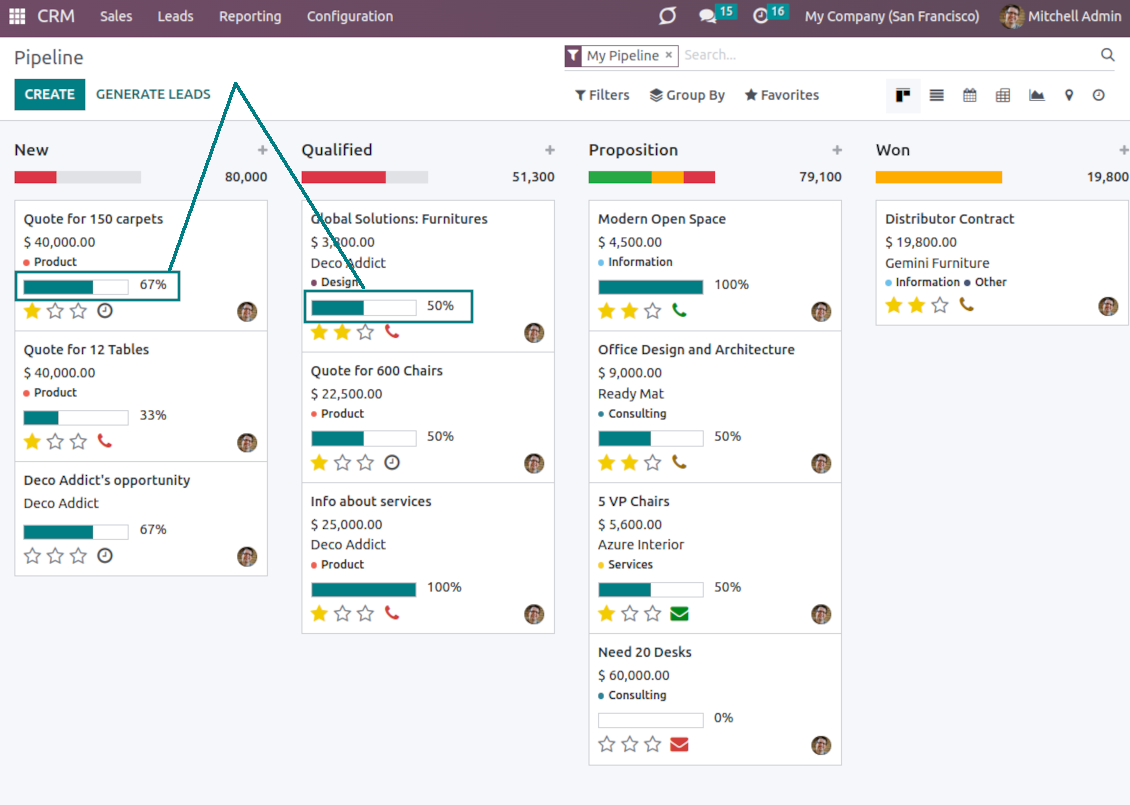 CRM Sales Leads Reporting Configuration 15 16 My Company (San Francisco) Mitchell Admin
Pipeline
My Pipeline × Search...
CREATE GENERATE LEADS
Filters Group By Favorites
New +
80,000
Quote for 150 carpets
$ 40,000.00
Product
67%
Quote for 12 Tables
$ 40,000.00
Product
33%
Deco Addict's opportunity
Deco Addict
67%
Qualified +
51,300
Global Solutions: Furnitures
$ 3,800.00
Deco Addict
Design
50%
Quote for 600 Chairs
$ 22,500.00
Product
50%
Info about services
$ 25,000.00
Deco Addict
Product
100%
Proposition +
79,100
Modern Open Space
$ 4,500.00
Information
100%
Office Design and Architecture
$ 9,000.00
Ready Mat
Consulting
50%
5 VP Chairs
$ 5,600.00
Azure Interior
Services
50%
Need 20 Desks
$ 60,000.00
Consulting
0%
Won +
19,800
Distributor Contract
$ 19,800.00
Gemini Furniture
Information Other